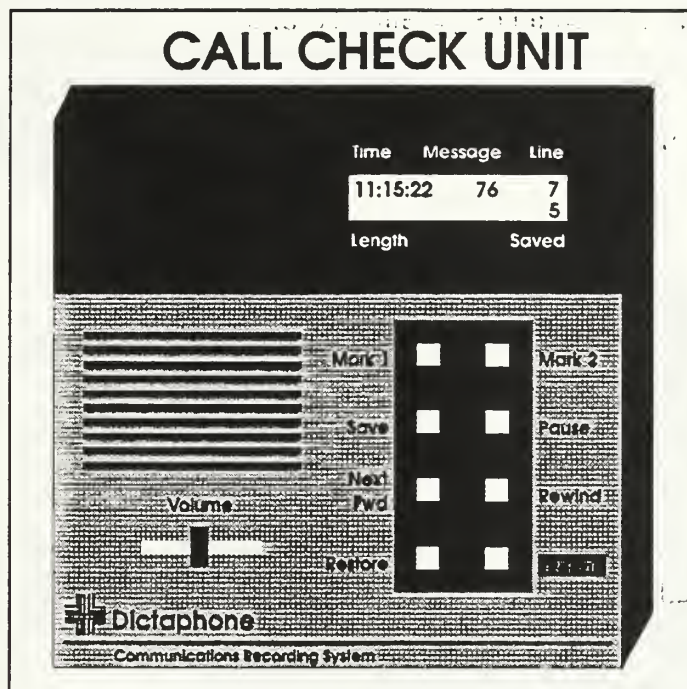 CALL CHECK UNIT
Time Message Line
11:15:22 76 7
5
Length Saved
Mark 1 Mark 2
Save Pause
Next
Fwd Rewind
Volume
Restore
Dictaphone
Communications Recording System